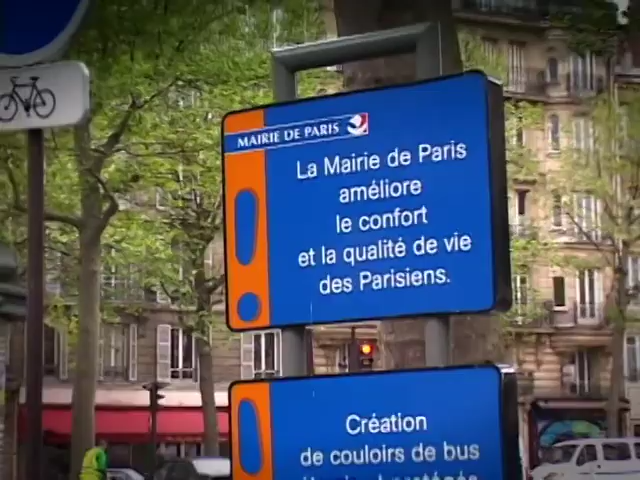 MAIRIE DE PARIS
La Mairie de Paris
améliore
le confort
et la qualité de vie
des Parisiens.
Création
de couloirs de bus